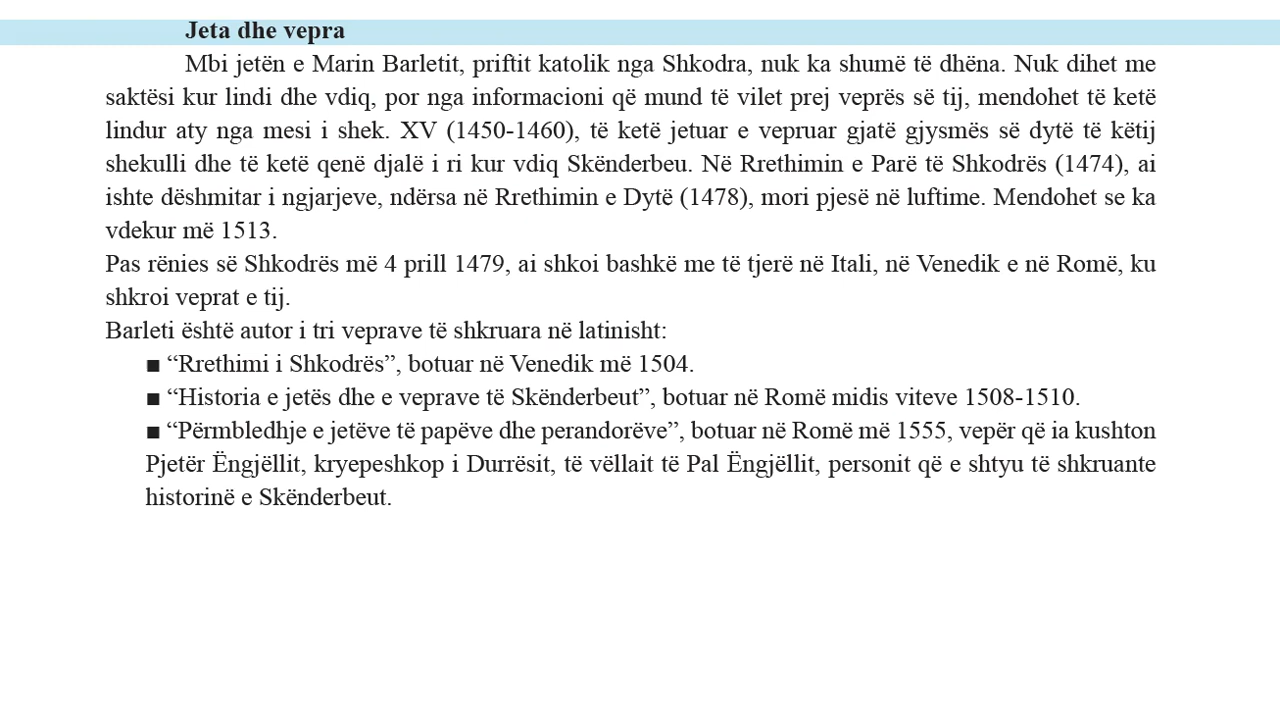 Jeta dhe vepra
Mbi jetën e Marin Barletit, priftit katolik nga Shkodra, nuk ka shumë të dhëna. Nuk dihet me
saktësi kur lindi dhe vdiq, por nga informacioni që mund të vilet prej veprës së tij, mendohet të ketë
lindur aty nga mesi i shek. XV (1450-1460), të ketë jetuar e vepruar gjatë gjysmës së dytë të këtij
shekulli dhe të ketë qenë djalë i ri kur vdiq Skënderbeu. Në Rrethimin e Parë të Shkodrës (1474), ai
ishte dëshmitar i ngjarjeve, ndërsa në Rrethimin e Dytë (1478), mori pjesë në luftime. Mendohet se ka
vdekur më 1513.
Pas rënies së Shkodrës më 4 prill 1479, ai shkoi bashkë me të tjerë në Itali, në Venedik e në Romë, ku
shkroi veprat e tij.
Barleti është autor i tri veprave të shkruara në latinisht:
■ “Rrethimi i Shkodrës”, botuar në Venedik më 1504.
■ “Historia e jetës dhe e veprave të Skënderbeut”, botuar në Romë midis viteve 1508-1510.
■ “Përmbledhje e jetëve të papëve dhe perandorëve”, botuar në Romë më 1555, vepër që ia kushton
Pjetër Ëngjëllit, kryepeshkop i Durrësit, të vëllait të Pal Ëngjëllit, personit që e shtyu të shkruante
historinë e Skënderbeut.